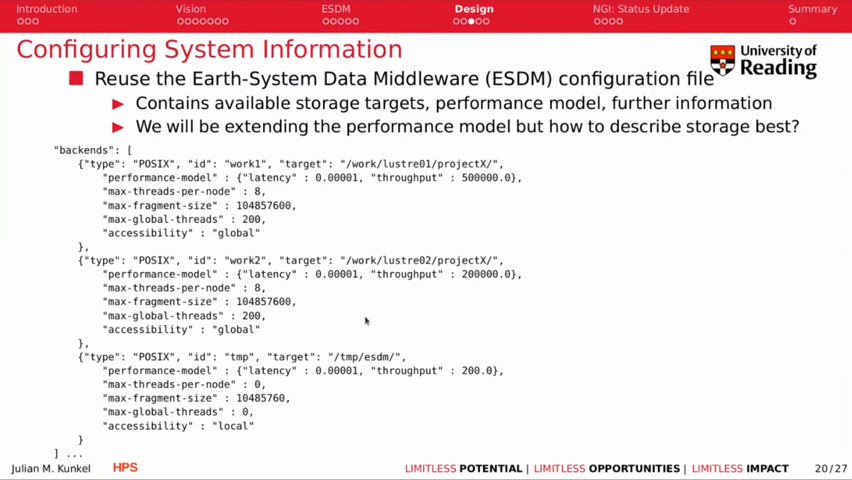 Introduction Vision ESDM Design NGI: Status Update Summary
Configuring System Information
University of
Reading
Reuse the Earth-System Data Middleware (ESDM) configuration file
Contains available storage targets, performance model, further information
We will be extending the performance model but how to describe storage best?
"backends": [
{"type": "POSIX", "id": "work1", "target": "/work/lustre01/projectX/",
"performance-model" : {"latency" : 0.00001, "throughput" : 500000.0},
"max-threads-per-node" : 8,
"max-fragment-size" : 104857600,
"max-global-threads" : 200,
"accessibility" : "global"
},
{"type": "POSIX", "id": "work2", "target": "/work/lustre02/projectX/",
"performance-model" : {"latency" : 0.00001, "throughput" : 200000.0},
"max-threads-per-node" : 8,
"max-fragment-size" : 104857600,
"max-global-threads" : 200,
"accessibility" : "global"
},
{"type": "POSIX", "id": "tmp", "target": "/tmp/esdm/",
"performance-model" : {"latency" : 0.00001, "throughput" : 200.0},
"max-threads-per-node" : 0,
"max-fragment-size" : 10485760,
"max-global-threads" : 0,
"accessibility" : "local"
}
] ...
Julian M. Kunkel HPS LIMITLESS POTENTIAL | LIMITLESS OPPORTUNITIES | LIMITLESS IMPACT 20/27